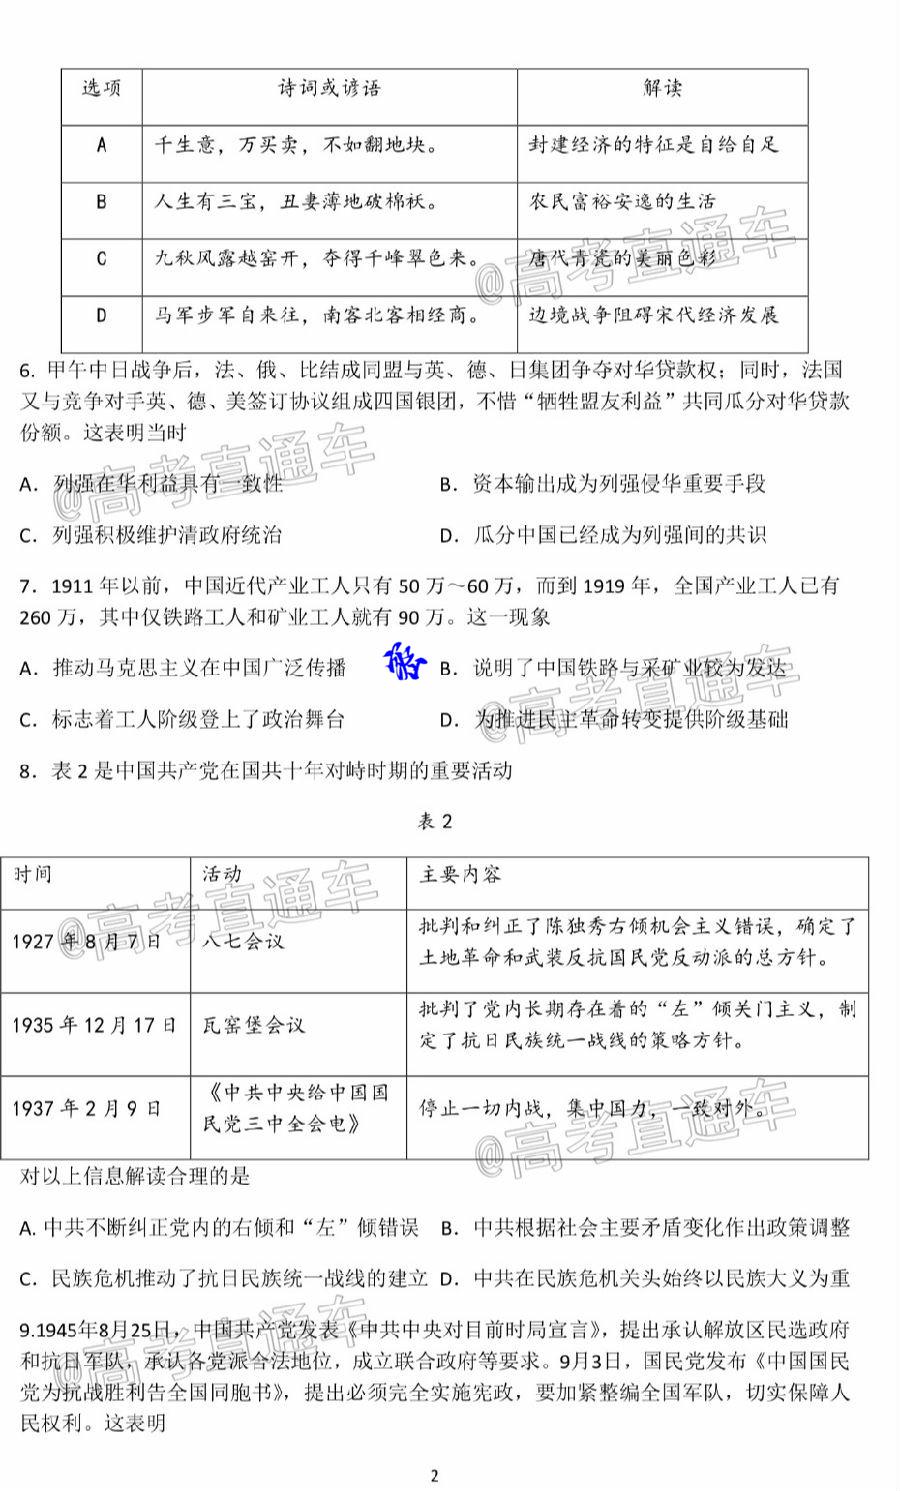 选项 诗词或谚语 解读
A 千生意，万买卖，不如翻地块。 封建经济的特征是自给自足
B 人生有三宝，丑妻薄地破棉袄。 农民富裕安逸的生活
C 九秋风露越窑开，夺得千峰翠色来。 唐代青瓷的美丽色彩
D 马军步军自来往，南客北客相经商。 边境战争阻碍宋代经济发展
@高考直通车
6. 甲午中日战争后，法、俄、比结成同盟与英、德、日集团争夺对华贷款权；同时，法国
又与竞争对手英、德、美签订协议组成四国银团，不惜“牺牲盟友利益”共同瓜分对华贷款
份额。这表明当时
@高考直通车
A．列强在华利益具有一致性 B．资本输出成为列强侵华重要手段
C．列强积极维护清政府统治 D．瓜分中国已经成为列强间的共识
7．1911 年以前，中国近代产业工人只有 50 万～60 万，而到 1919 年，全国产业工人已有
260 万，其中仅铁路工人和矿业工人就有 90 万。这一现象
A．推动马克思主义在中国广泛传播 B．说明了中国铁路与采矿业较为发达
@高考直通车
C．标志着工人阶级登上了政治舞台 D．为推进民主革命转变提供阶级基础
8．表 2 是中国共产党在国共十年对峙时期的重要活动
表 2
时间 活动 主要内容
@高考直通车
1927 年 8 月 7 日 八七会议 批判和纠正了陈独秀右倾机会主义错误，确定了
土地革命和武装反抗国民党反动派的总方针。
1935 年 12 月 17 日 瓦窑堡会议 批判了党内长期存在着的“左”倾关门主义，制
定了抗日民族统一战线的策略方针。
1937 年 2 月 9 日 《中共中央给中国国
民党三中全会电》 停止一切内战，集中国力，一致对外。
@高考直通车
对以上信息解读合理的是
A. 中共不断纠正党内的右倾和“左”倾错误 B．中共根据社会主要矛盾变化作出政策调整
C．民族危机推动了抗日民族统一战线的建立 D．中共在民族危机关头始终以民族大义为重
@高考直通车
9.1945年8月25日，中国共产党发表《中共中央对目前时局宣言》，提出承认解放区民选政府
和抗日军队，承认各党派合法地位，成立联合政府等要求。9月3日，国民党发布《中国国民
党为抗战胜利告全国同胞书》，提出必须完全实施宪政，要加紧整编全国军队，切实保障人
民权利。这表明
2